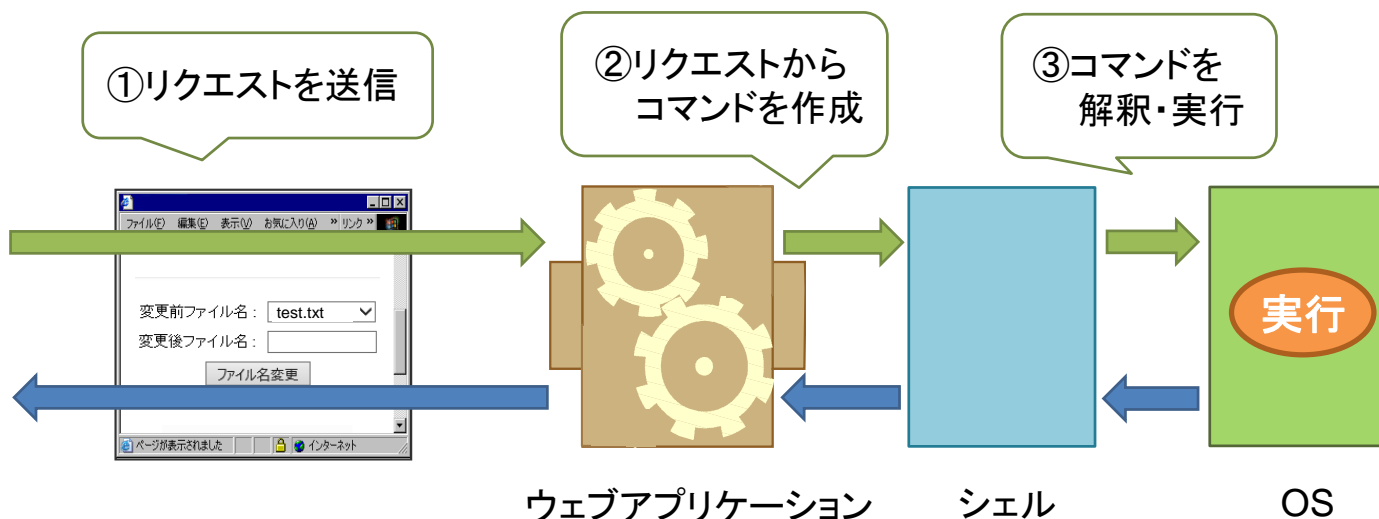 ①リクエストを送信
②リクエストから
コマンドを作成
③コマンドを
解釈・実行
ファイル(F) 編集(E) 表示(V) お気に入り(A) » リンク »
変更前ファイル名： test.txt
変更後ファイル名：
ファイル名変更
ページが表示されました インターネット
実行
ウェブアプリケーション シェル OS